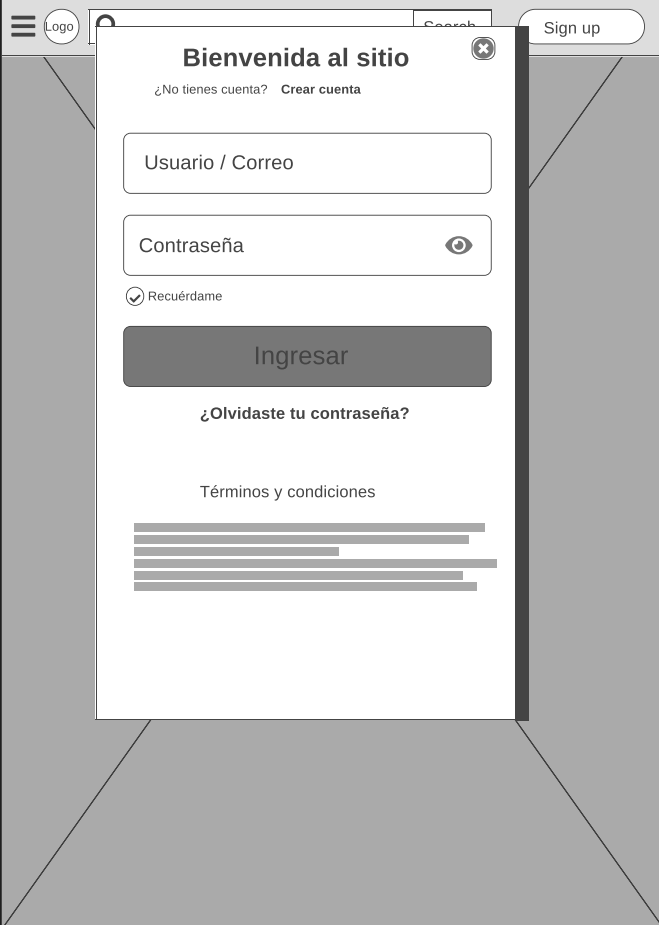 Logo
Search
Sign up
Bienvenida al sitio
¿No tienes cuenta? Crear cuenta
Usuario / Correo
Contraseña
Recuérdame
Ingresar
¿Olvidaste tu contraseña?
Términos y condiciones